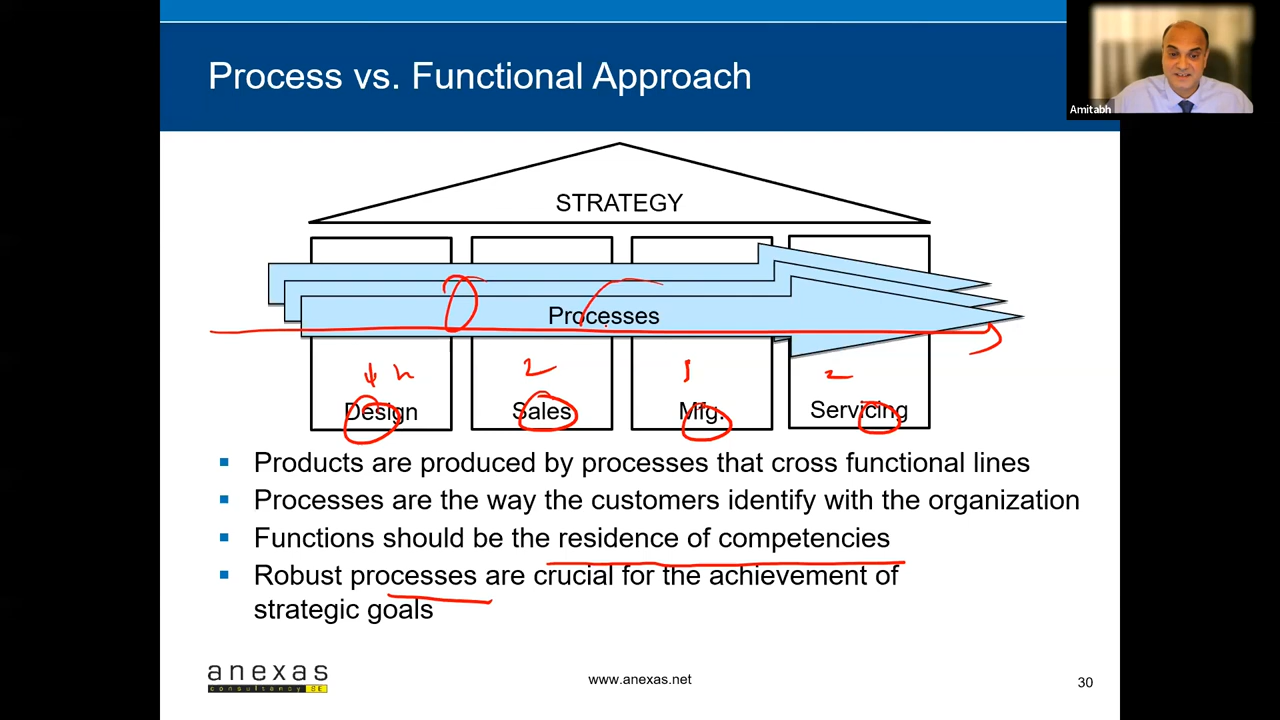 Process vs. Functional Approach
Amitabh
STRATEGY
Processes
2
2
Design
Sales
Mfg.
Servicing
Products are produced by processes that cross functional lines
Processes are the way the customers identify with the organization
Functions should be the residence of competencies
Robust processes are crucial for the achievement of
strategic goals
anexas
consultancy
www.anexas.net
30